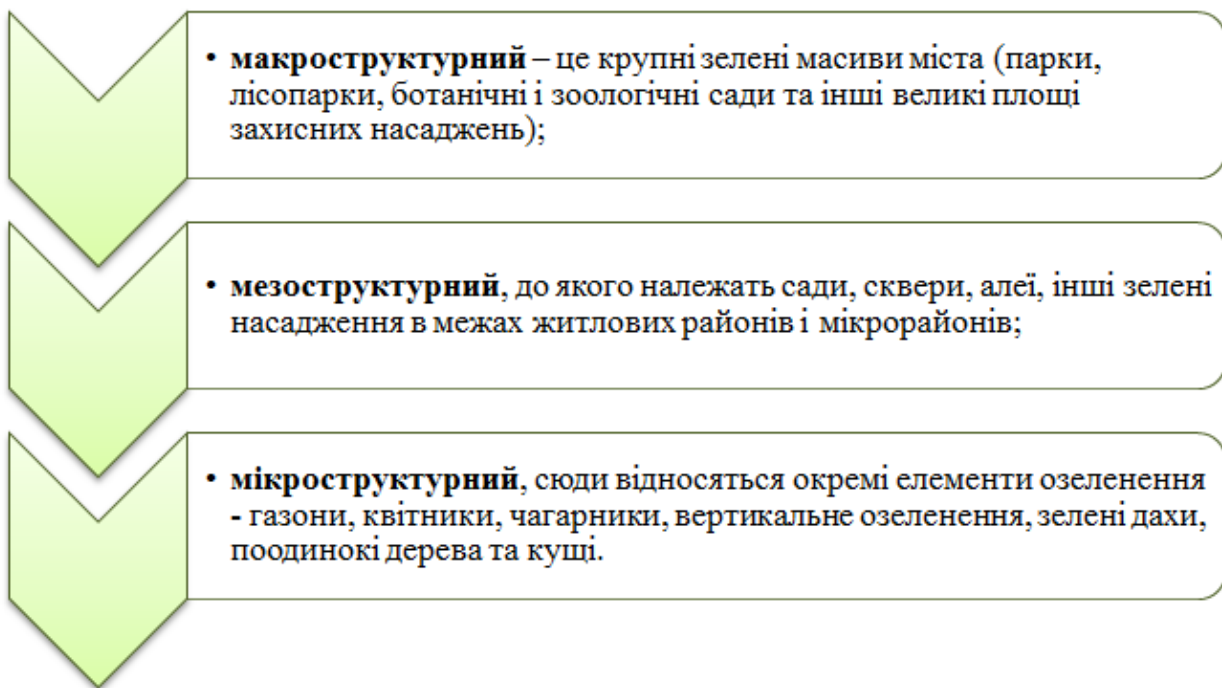 • макроструктурний – це крупні зелені масиви міста (парки,
лісопарки, ботанічні і зоологічні сади та інші великі площі
захисних насаджень);
• мезоструктурний, до якого належать сади, сквери, алеї, інші зелені
насадження в межах житлових районів і мікрорайонів;
• мікроструктурний, сюди відносяться окремі елементи озеленення
- газони, квітники, чагарники, вертикальне озеленення, зелені дахи,
поодинокі дерева та кущі.